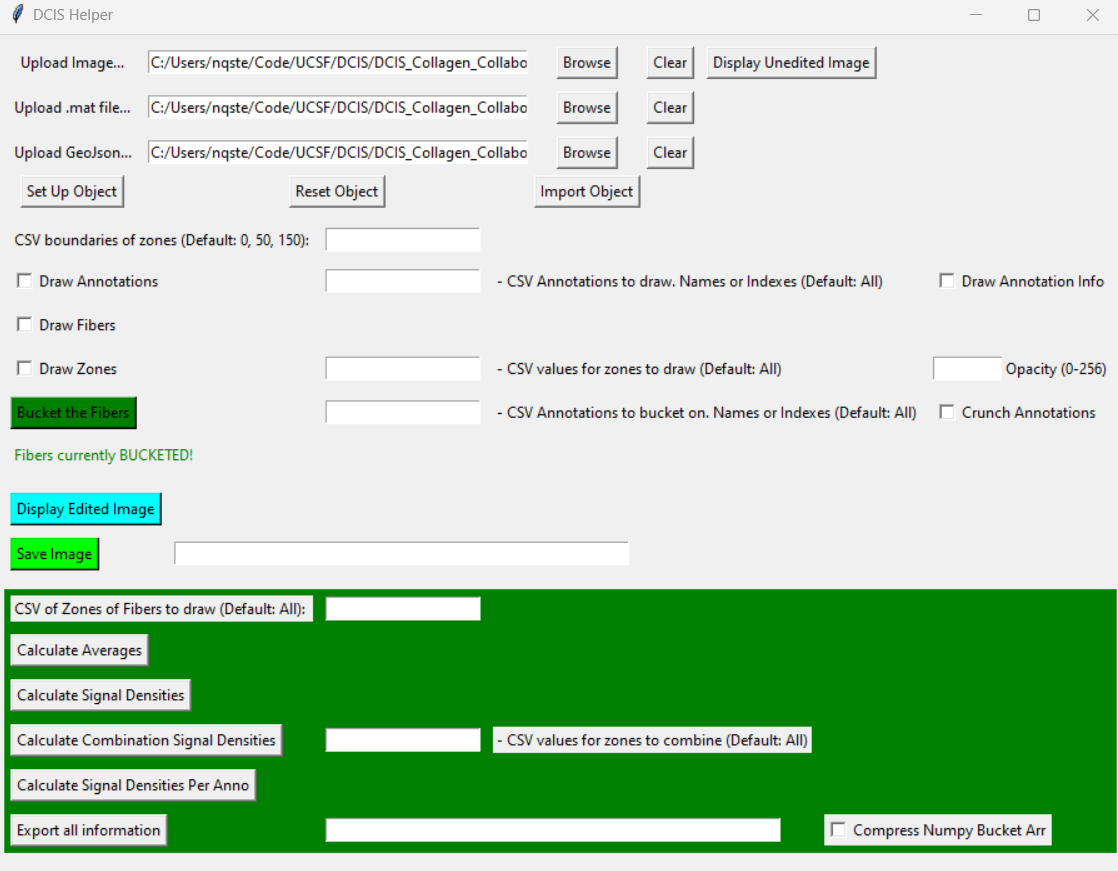 DCIS Helper
Upload Image... C:/Users/nqste/Code/UCSF/DCIS/DCIS_Collagen_Collabo Browse Clear Display Unedited Image
Upload .mat file... C:/Users/nqste/Code/UCSF/DCIS/DCIS_Collagen_Collabo Browse Clear
Upload GeoJson... C:/Users/nqste/Code/UCSF/DCIS/DCIS_Collagen_Collabo Browse Clear
Set Up Object Reset Object Import Object
CSV boundaries of zones (Default: 0, 50, 150):
Draw Annotations - CSV Annotations to draw. Names or Indexes (Default: All) Draw Annotation Info
Draw Fibers
Draw Zones - CSV values for zones to draw (Default: All) Opacity (0-256)
Bucket the Fibers - CSV Annotations to bucket on. Names or Indexes (Default: All) Crunch Annotations
Fibers currently BUCKETED!
Display Edited Image
Save Image
CSV of Zones of Fibers to draw (Default: All):
Calculate Averages
Calculate Signal Densities
Calculate Combination Signal Densities - CSV values for zones to combine (Default: All)
Calculate Signal Densities Per Anno
Export all information Compress Numpy Bucket Arr